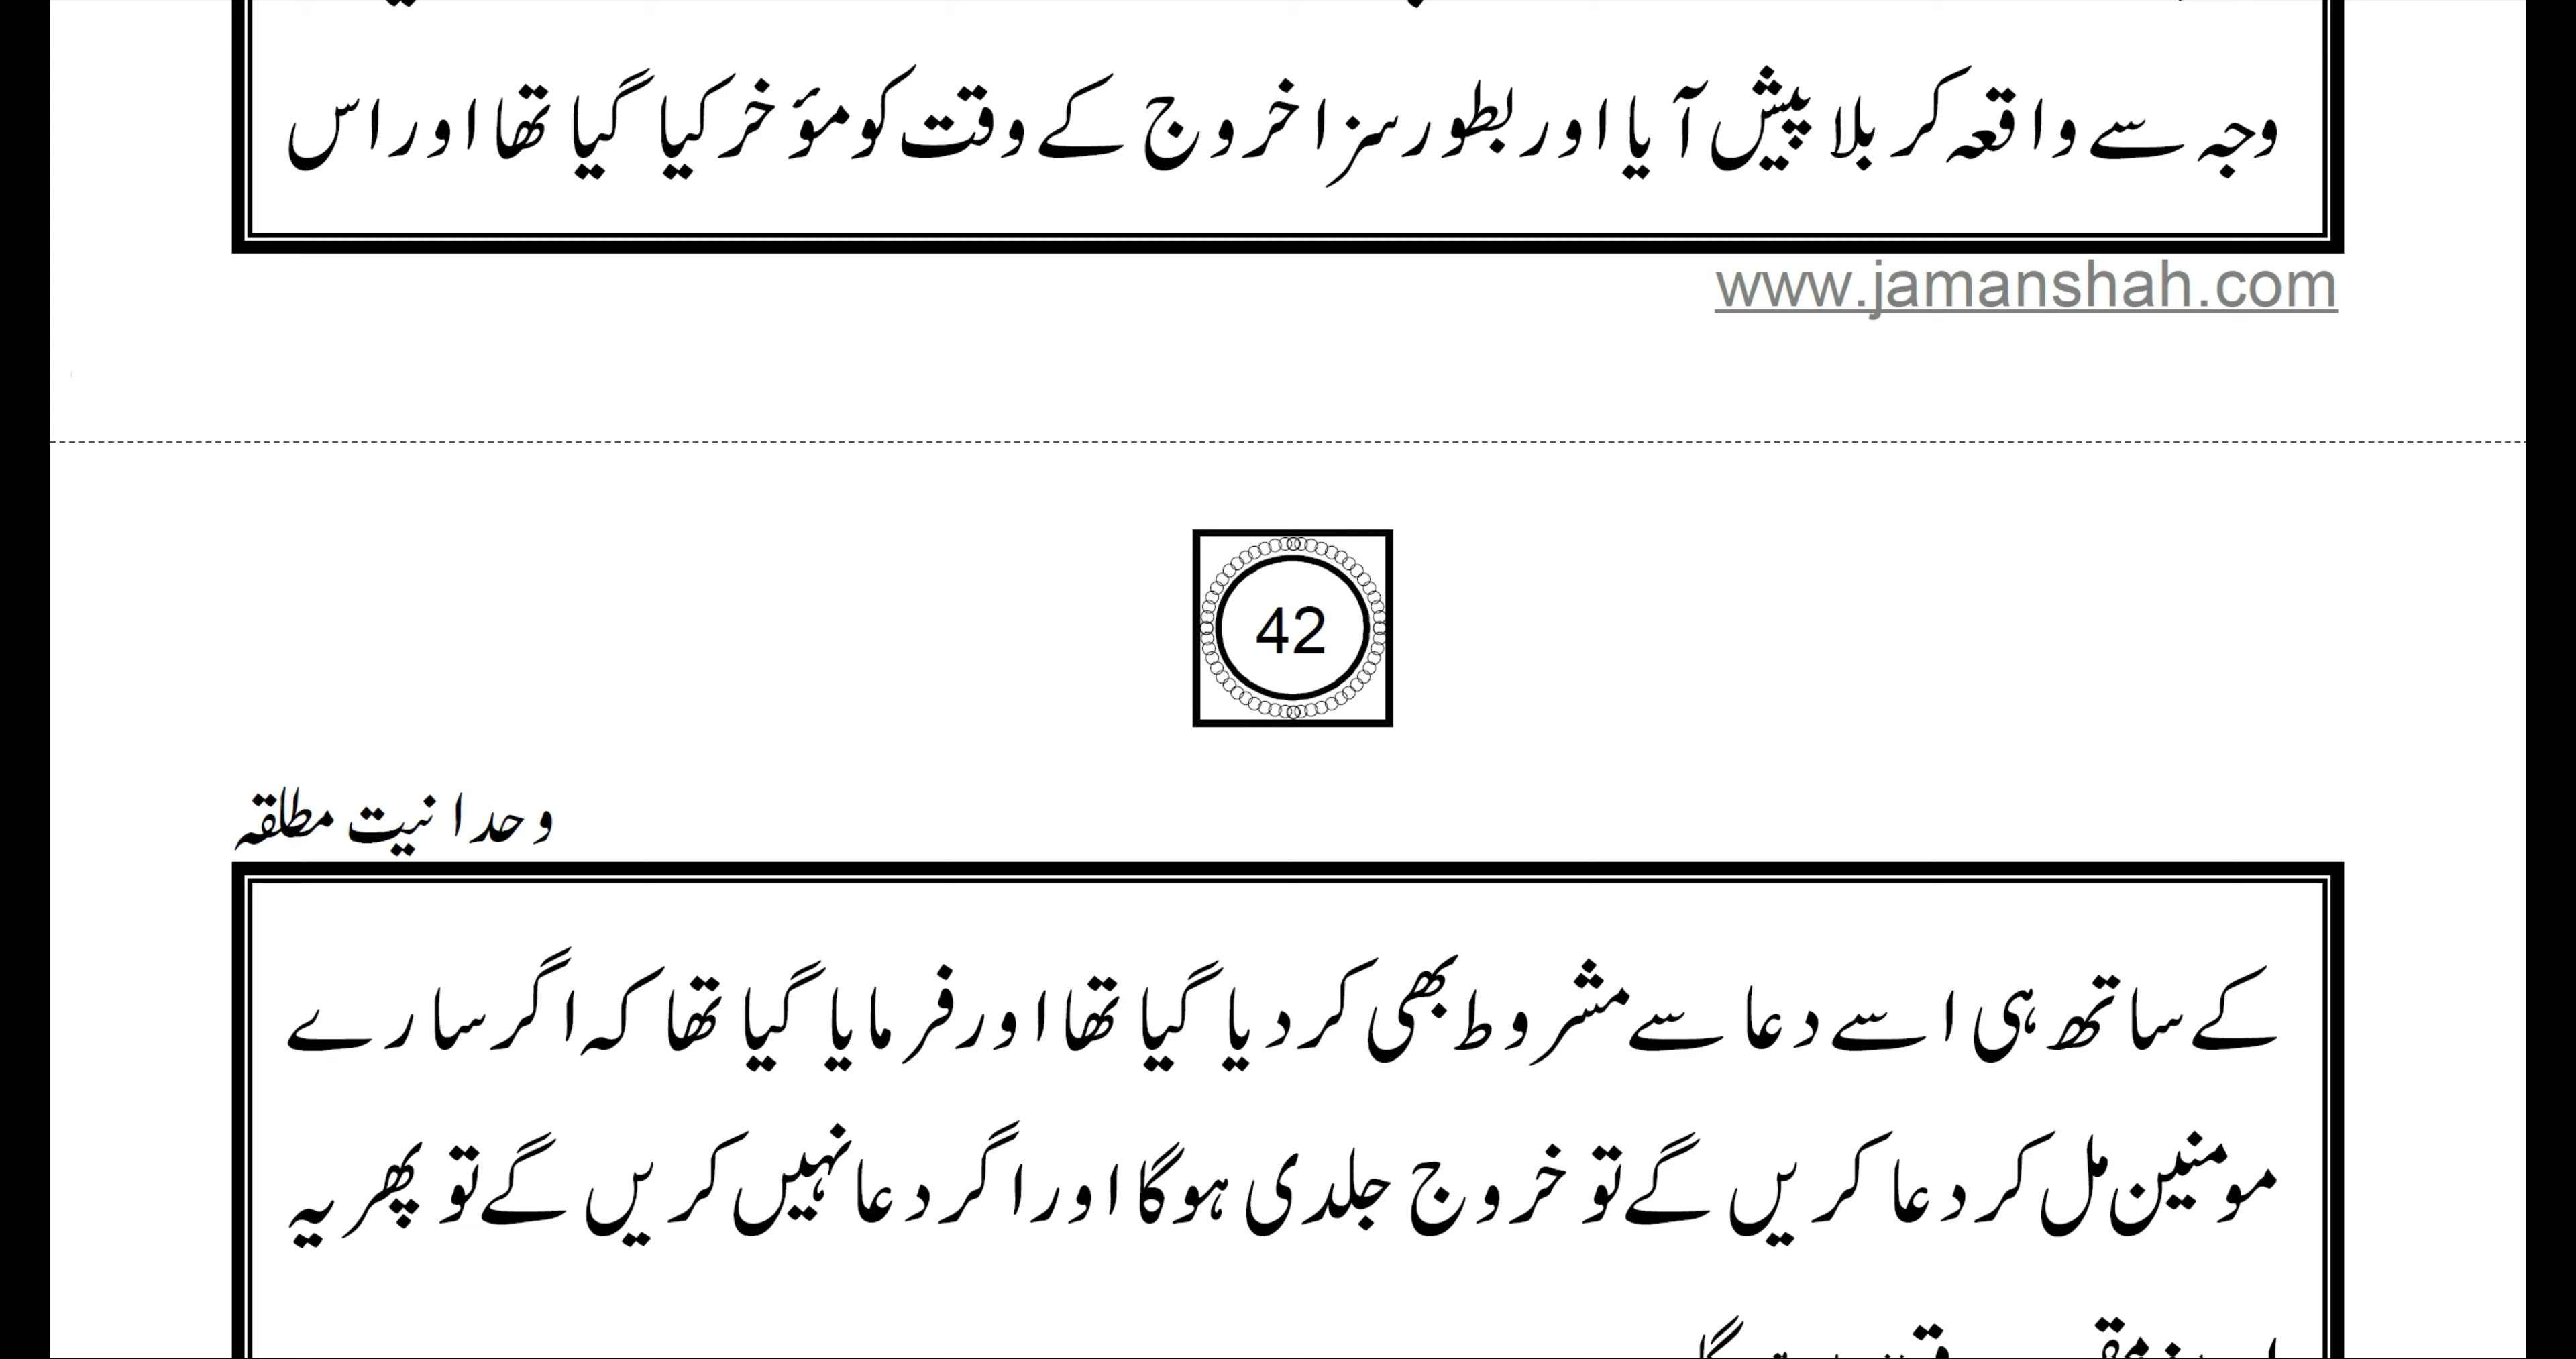 وجہ سے واقعہ کربلا پیش آیا اور بطور سزا خروج کے وقت کو مؤخر کیا گیا تھا اور اس
www.jamanshah.com
42
وحدانیت مطلقہ
کے ساتھ ہی اسے دعا سے مشروط بھی کر دیا گیا تھا اور فرمایا گیا تھا کہ اگر سارے
مومنین مل کر دعا کریں گے تو خروج جلدی ہوگا اور اگر دعا نہیں کریں گے تو پھر یہ